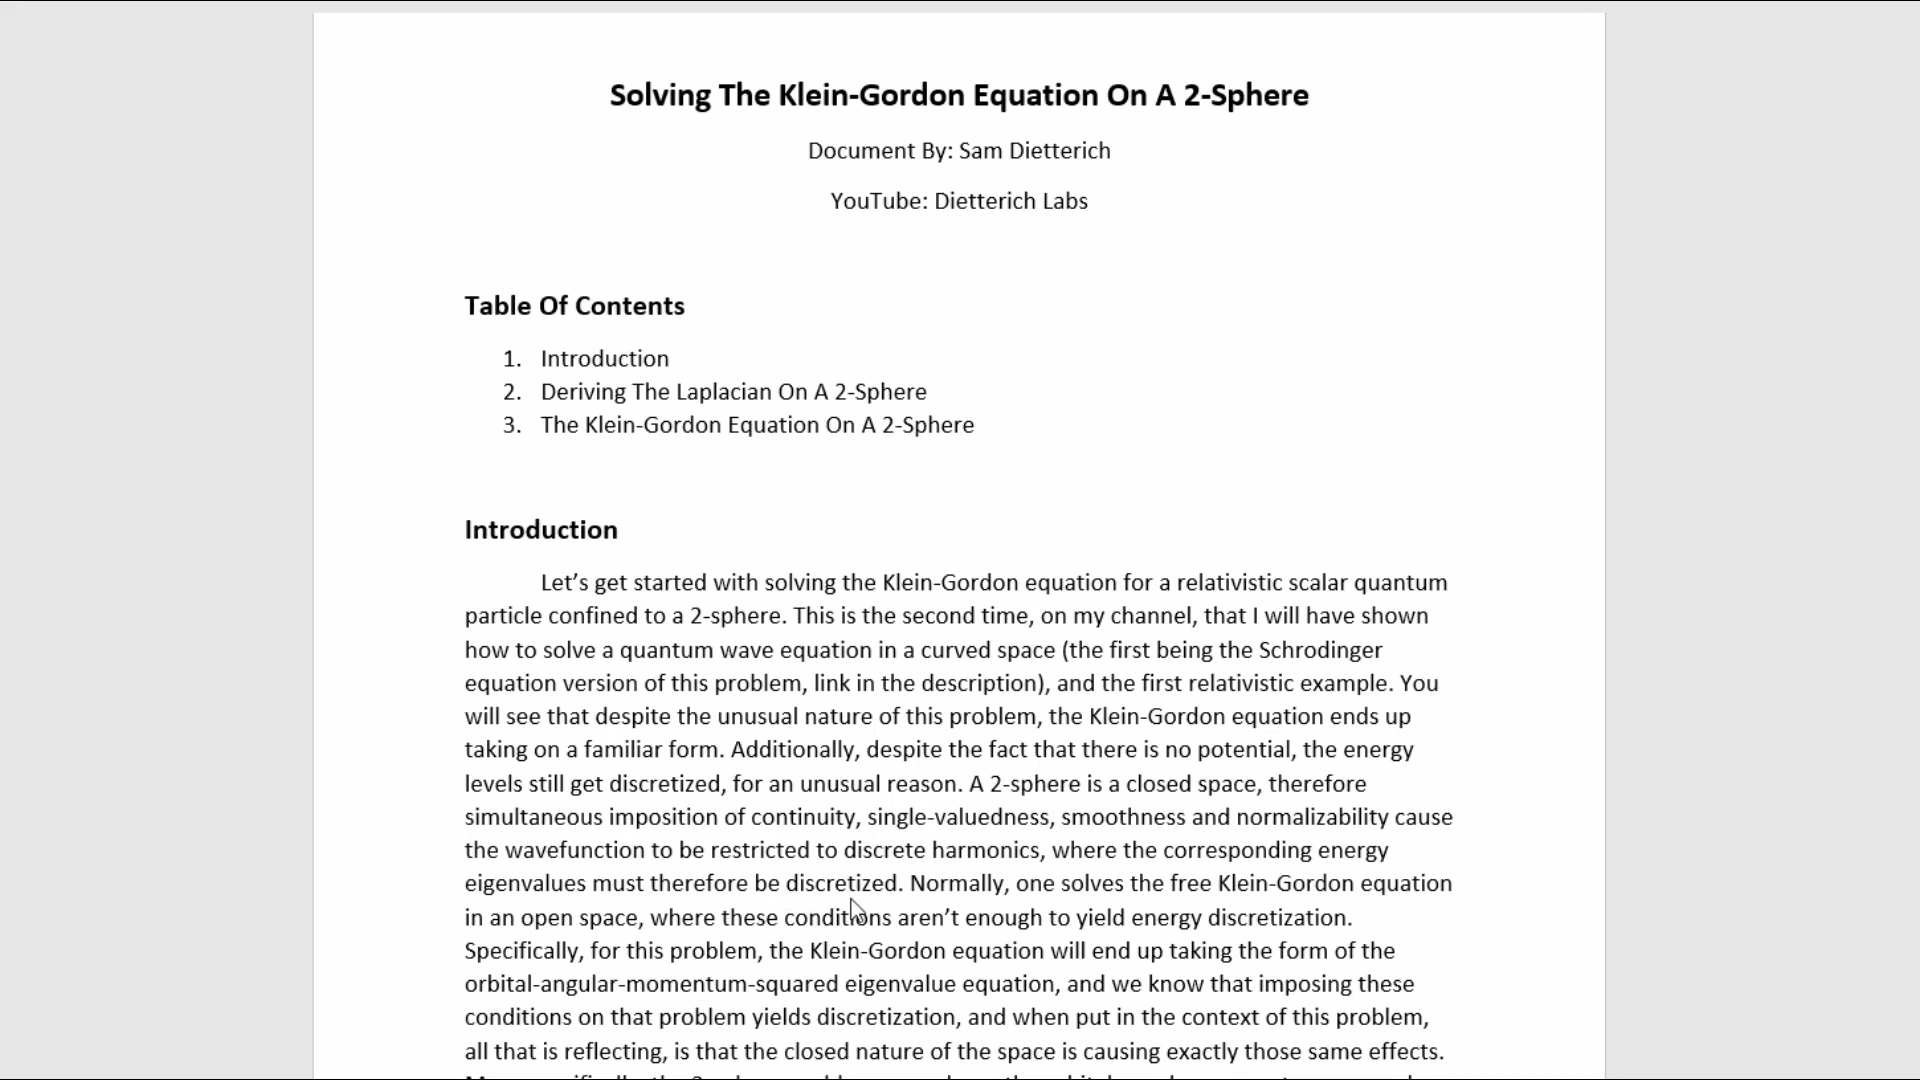 Solving The Klein-Gordon Equation On A 2-Sphere
Document By: Sam Dietterich
YouTube: Dietterich Labs
Table Of Contents
1. Introduction
2. Deriving The Laplacian On A 2-Sphere
3. The Klein-Gordon Equation On A 2-Sphere
Introduction
Let’s get started with solving the Klein-Gordon equation for a relativistic scalar quantum
particle confined to a 2-sphere. This is the second time, on my channel, that I will have shown
how to solve a quantum wave equation in a curved space (the first being the Schrodinger
equation version of this problem, link in the description), and the first relativistic example. You
will see that despite the unusual nature of this problem, the Klein-Gordon equation ends up
taking on a familiar form. Additionally, despite the fact that there is no potential, the energy
levels still get discretized, for an unusual reason. A 2-sphere is a closed space, therefore
simultaneous imposition of continuity, single-valuedness, smoothness and normalizability cause
the wavefunction to be restricted to discrete harmonics, where the corresponding energy
eigenvalues must therefore be discretized. Normally, one solves the free Klein-Gordon equation
in an open space, where these conditions aren’t enough to yield energy discretization.
Specifically, for this problem, the Klein-Gordon equation will end up taking the form of the
orbital-angular-momentum-squared eigenvalue equation, and we know that imposing these
conditions on that problem yields discretization, and when put in the context of this problem,
all that is reflecting, is that the closed nature of the space is causing exactly those same effects.